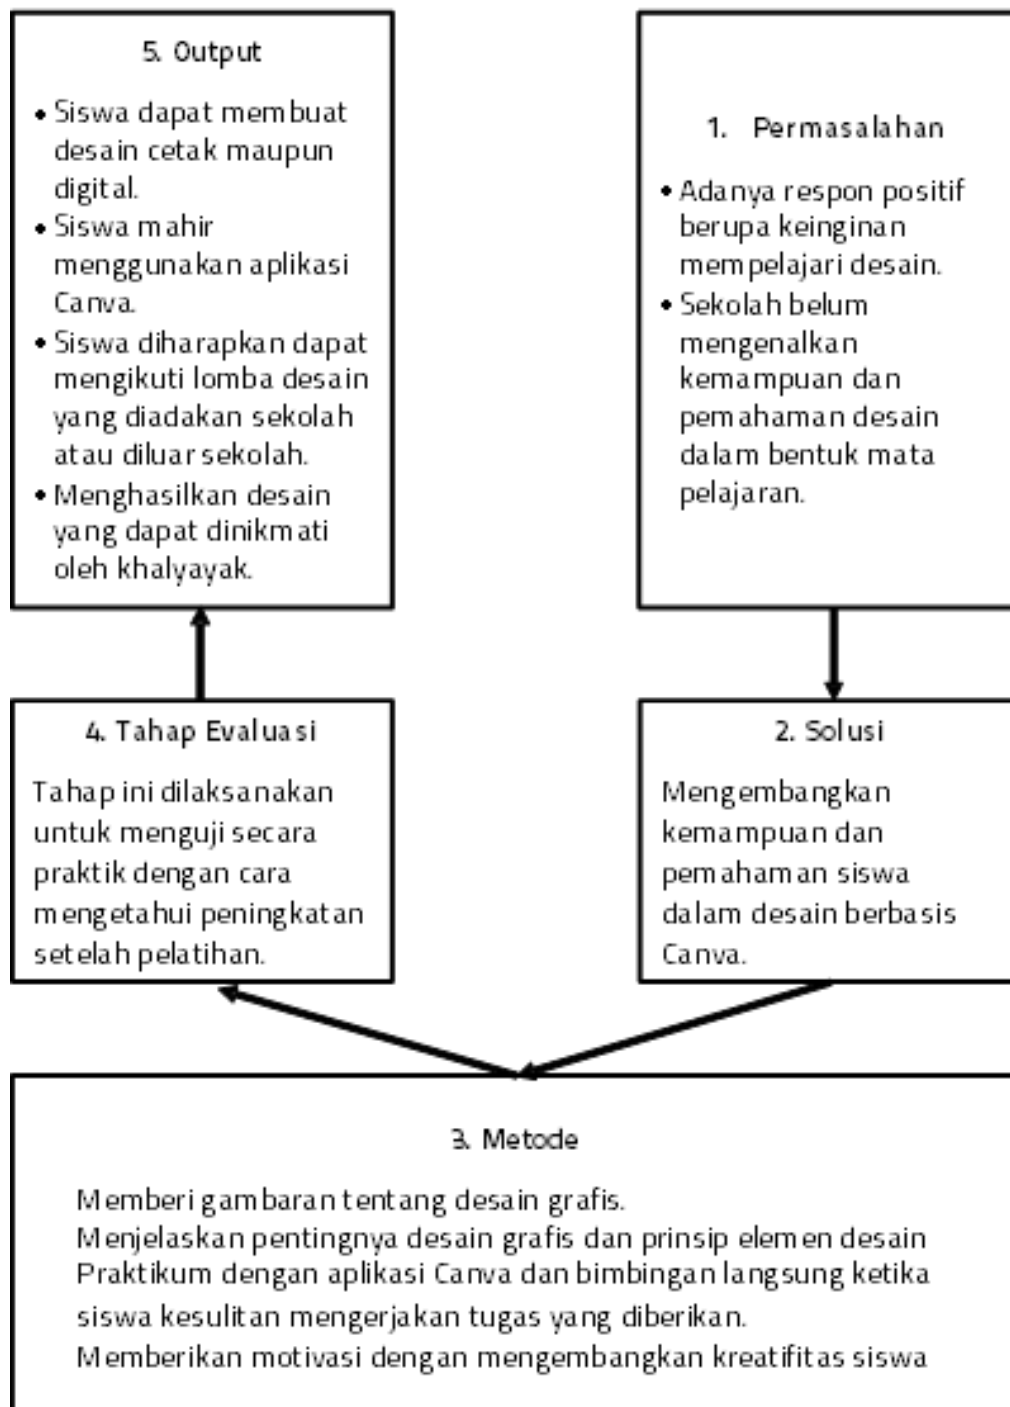 5. Output
• Siswa dapat membuat
desain cetak maupun
digital.
• Siswa mahir
menggunakan aplikasi
Canva.
• Siswa diharapkan dapat
mengikuti lomba desain
yang diadakan sekolah
atau diluar sekolah.
• Menghasilkan desain
yang dapat dinikmati
oleh khalyayak.
1. Permasalahan
• Adanya respon positif
berupa keinginan
mempelajari desain.
• Sekolah belum
mengenalkan
kemampuan dan
pemahaman desain
dalam bentuk mata
pelajaran.
4. Tahap Evaluasi
Tahap ini dilaksanakan
untuk menguji secara
praktik dengan cara
mengetahui peningkatan
setelah pelatihan.
2. Solusi
Mengembangkan
kemampuan dan
pemahaman siswa
dalam desain berbasis
Canva.
3. Metode
Memberi gambaran tentang desain grafis.
Menjelaskan pentingnya desain grafis dan prinsip elemen desain
Praktikum dengan aplikasi Canva dan bimbingan langsung ketika
siswa kesulitan mengerjakan tugas yang diberikan.
Memberikan motivasi dengan mengembangkan kreatifitas siswa